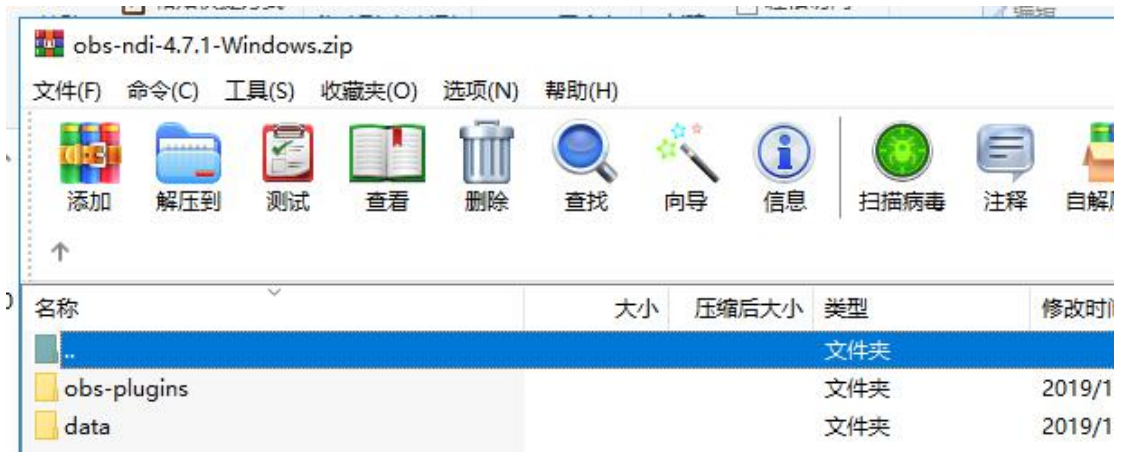 obs-ndi-4.7.1-Windows.zip
文件(F) 命令(C) 工具(S) 收藏夹(O) 选项(N) 帮助(H)
添加 解压到 测试 查看 删除 查找 向导 信息 扫描病毒 注释 自解
名称 大小 压缩后大小 类型 修改时
.. 文件夹
obs-plugins 文件夹 2019/1
data 文件夹 2019/1